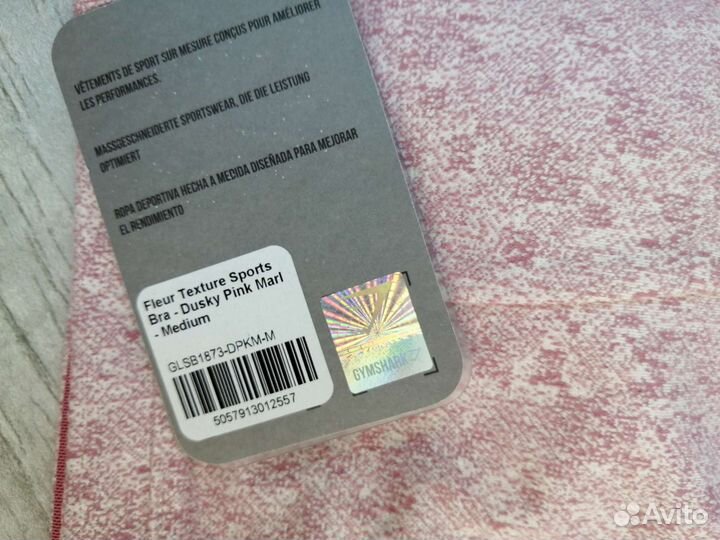 VÊTEMENTS DE SPORT SUR MESURE CONÇUS POUR AMÉLIORER
LES PERFORMANCES.
MASSGESCHNEIDERTE SPORTSWEAR, DIE DIE LEISTUNG
OPTIMIERT
ROPA DEPORTIVA HECHA A MEDIDA DISEÑADA PARA MEJORAR
EL RENDIMIENTO
Fleur Texture Sports
Bra - Dusky Pink Marl
- Medium
GLSB1873-DPKM-M
5057913012557
GYMSHARK
Avito